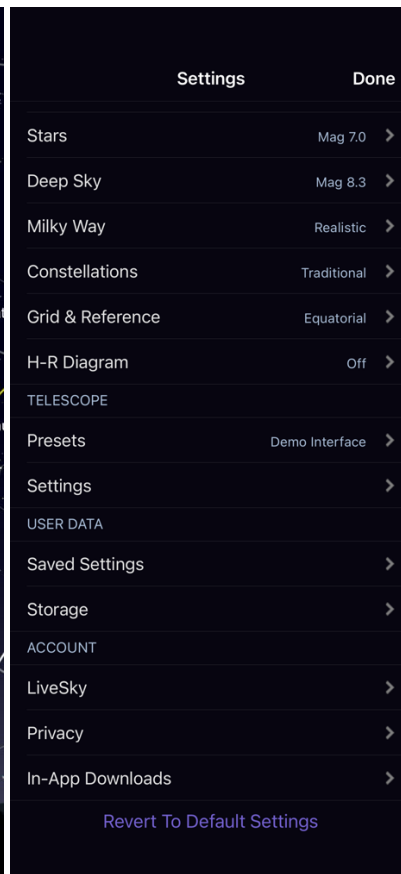 Settings Done
Stars Mag 7.0
Deep Sky Mag 8.3
Milky Way Realistic
Constellations Traditional
Grid & Reference Equatorial
H-R Diagram Off
TELESCOPE
Presets Demo Interface
Settings
USER DATA
Saved Settings
Storage
ACCOUNT
LiveSky
Privacy
In-App Downloads
Revert To Default Settings